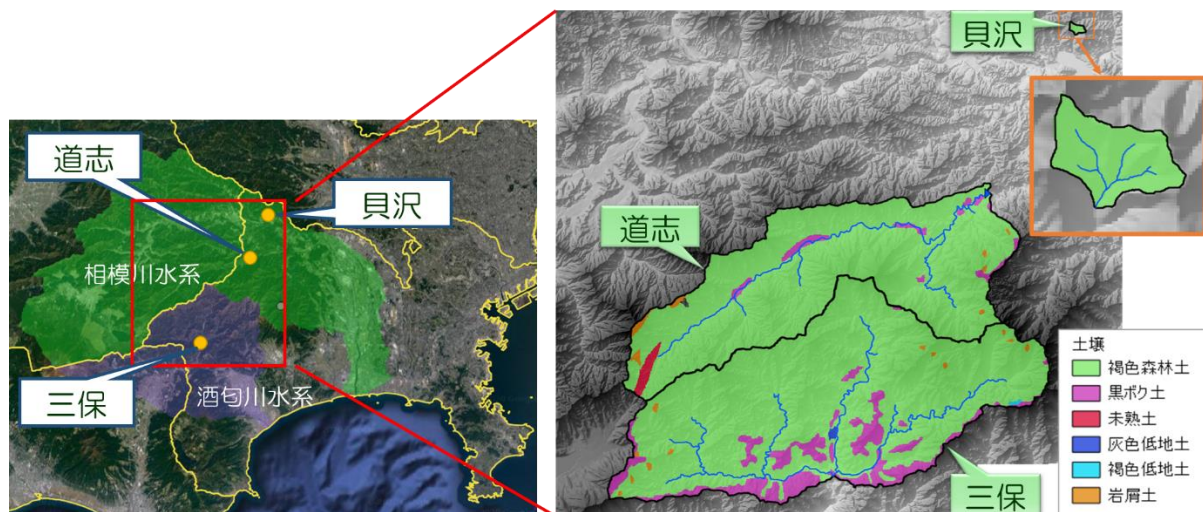 道志
貝沢
相模川水系
三保
酒匂川水系
貝沢
道志
三保
土壌
褐色森林土
黒ボク土
未熟土
灰色低地土
褐色低地土
岩屑土